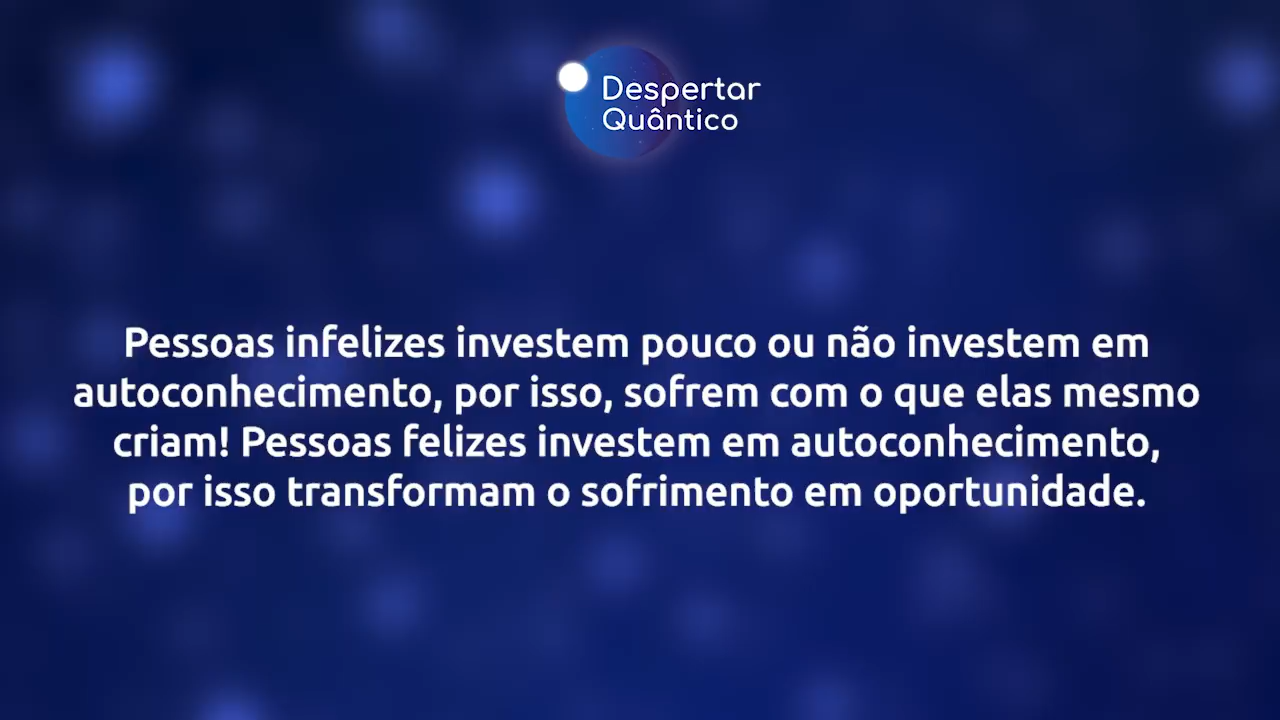 Despertar
Quântico
Pessoas infelizes investem pouco ou não investem em
autoconhecimento, por isso, sofrem com o que elas mesmo
criam! Pessoas felizes investem em autoconhecimento,
por isso transformam o sofrimento em oportunidade.